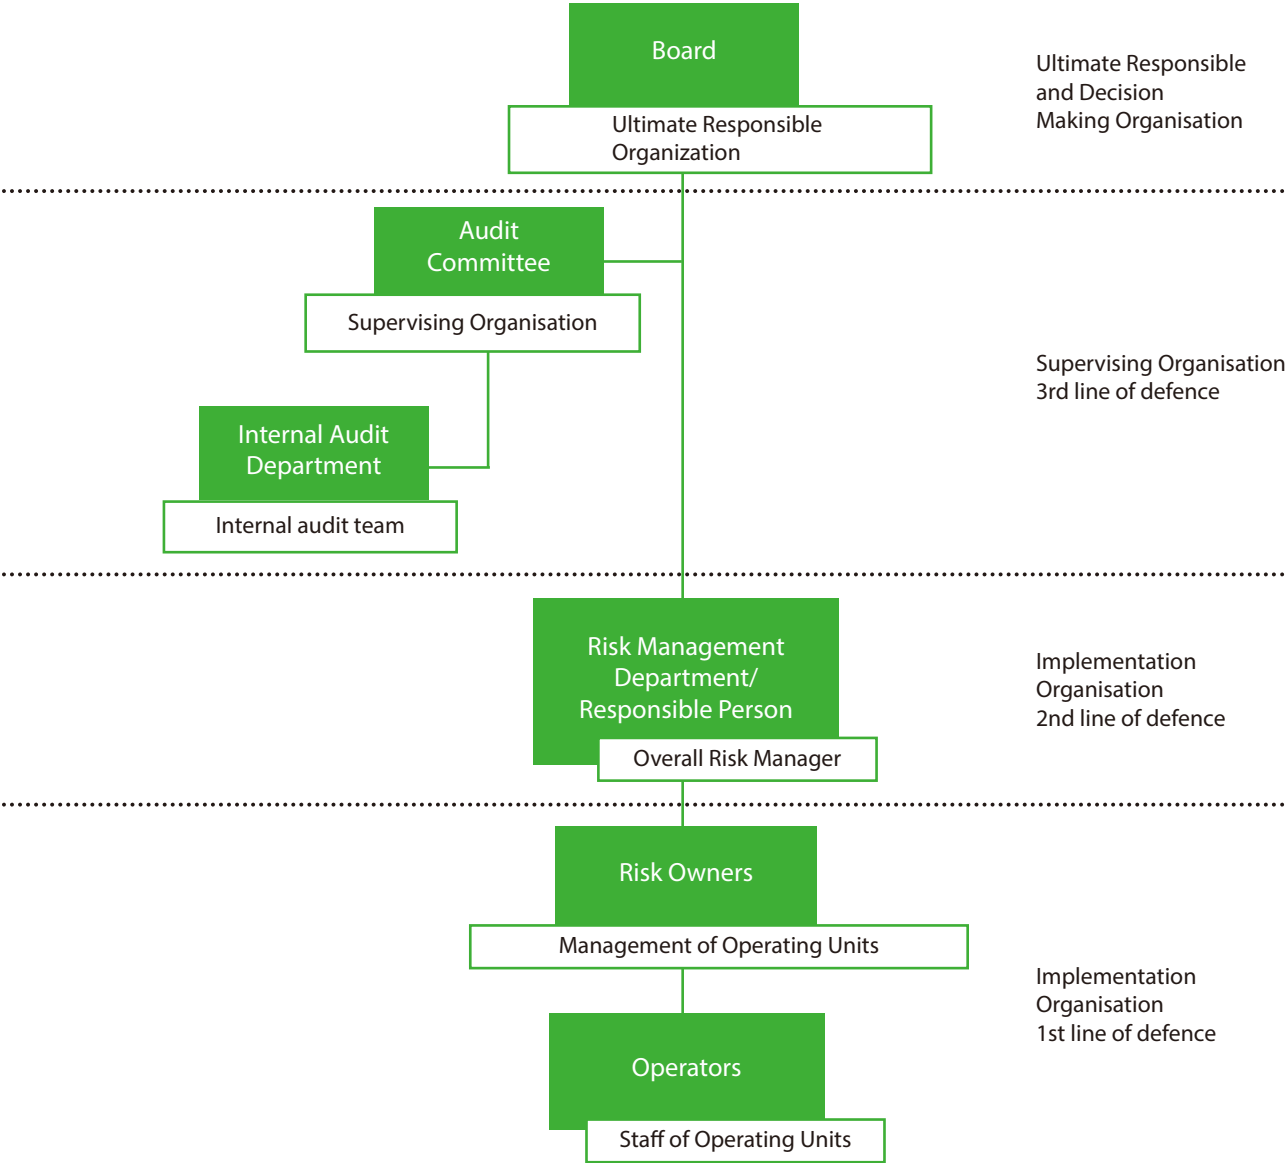 Board
Ultimate Responsible
Organization
Ultimate Responsible
and Decision
Making Organisation
Audit
Committee
Supervising Organisation
Supervising Organisation
3rd line of defence
Internal Audit
Department
Internal audit team
Risk Management
Department/
Responsible Person
Overall Risk Manager
Implementation
Organisation
2nd line of defence
Risk Owners
Management of Operating Units
Operators
Staff of Operating Units
Implementation
Organisation
1st line of defence